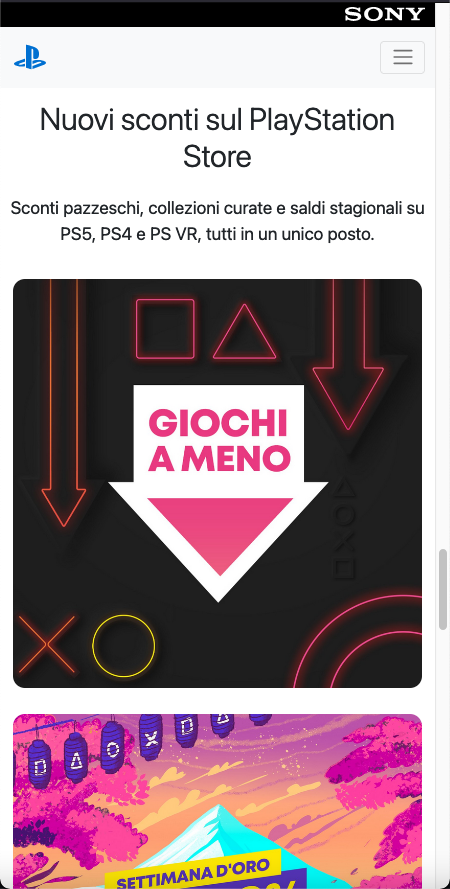 SONY
Nuovi sconti sul PlayStation
Store
Sconti pazzeschi, collezioni curate e saldi stagionali su
PS5, PS4 e PS VR, tutti in un unico posto.
GIOCHI
A MENO
SETTIMANA D'ORO